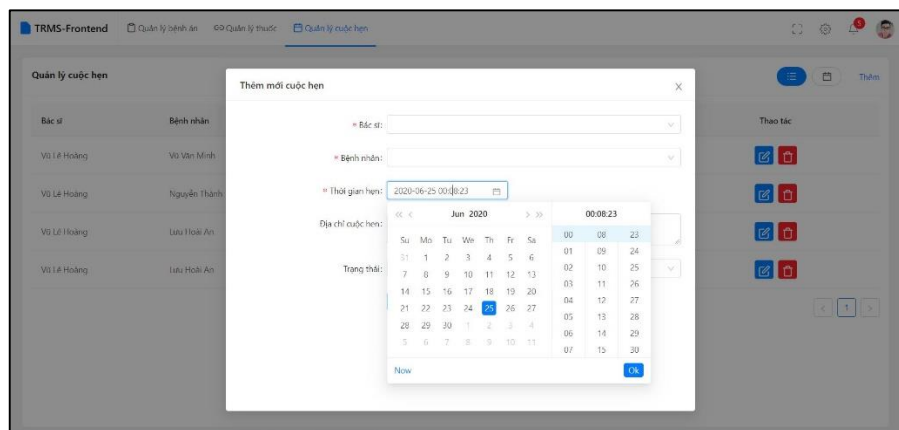 TRMS-Frontend Quản lý bệnh án Quản lý thuốc Quản lý cuộc hẹn
Quản lý cuộc hẹn Thêm
Thêm mới cuộc hẹn
Bác sĩ Bệnh nhân Thao tác
* Bác sĩ:
Vũ Lê Hoàng Vũ Văn Minh
* Bệnh nhân:
Vũ Lê Hoàng Nguyễn Thành
* Thời gian hẹn: 2020-06-25 00:08:23
Jun 2020 00:08:23
Địa chỉ cuộc hẹn:
Vũ Lê Hoàng Lưu Hoài An
Su Mo Tu We Th Fr Sa 00 08 23
31 1 2 3 4 5 6 01 09 24
Vũ Lê Hoàng Lưu Hoài An
Trạng thái:
7 8 9 10 11 12 13 02 10 25
14 15 16 17 18 19 20 03 11 26
21 22 23 24 25 26 27 04 12 27
28 29 30 1 2 3 4 05 13 28
5 6 7 8 9 10 11 06 14 29
07 15 30
1
Now Ok